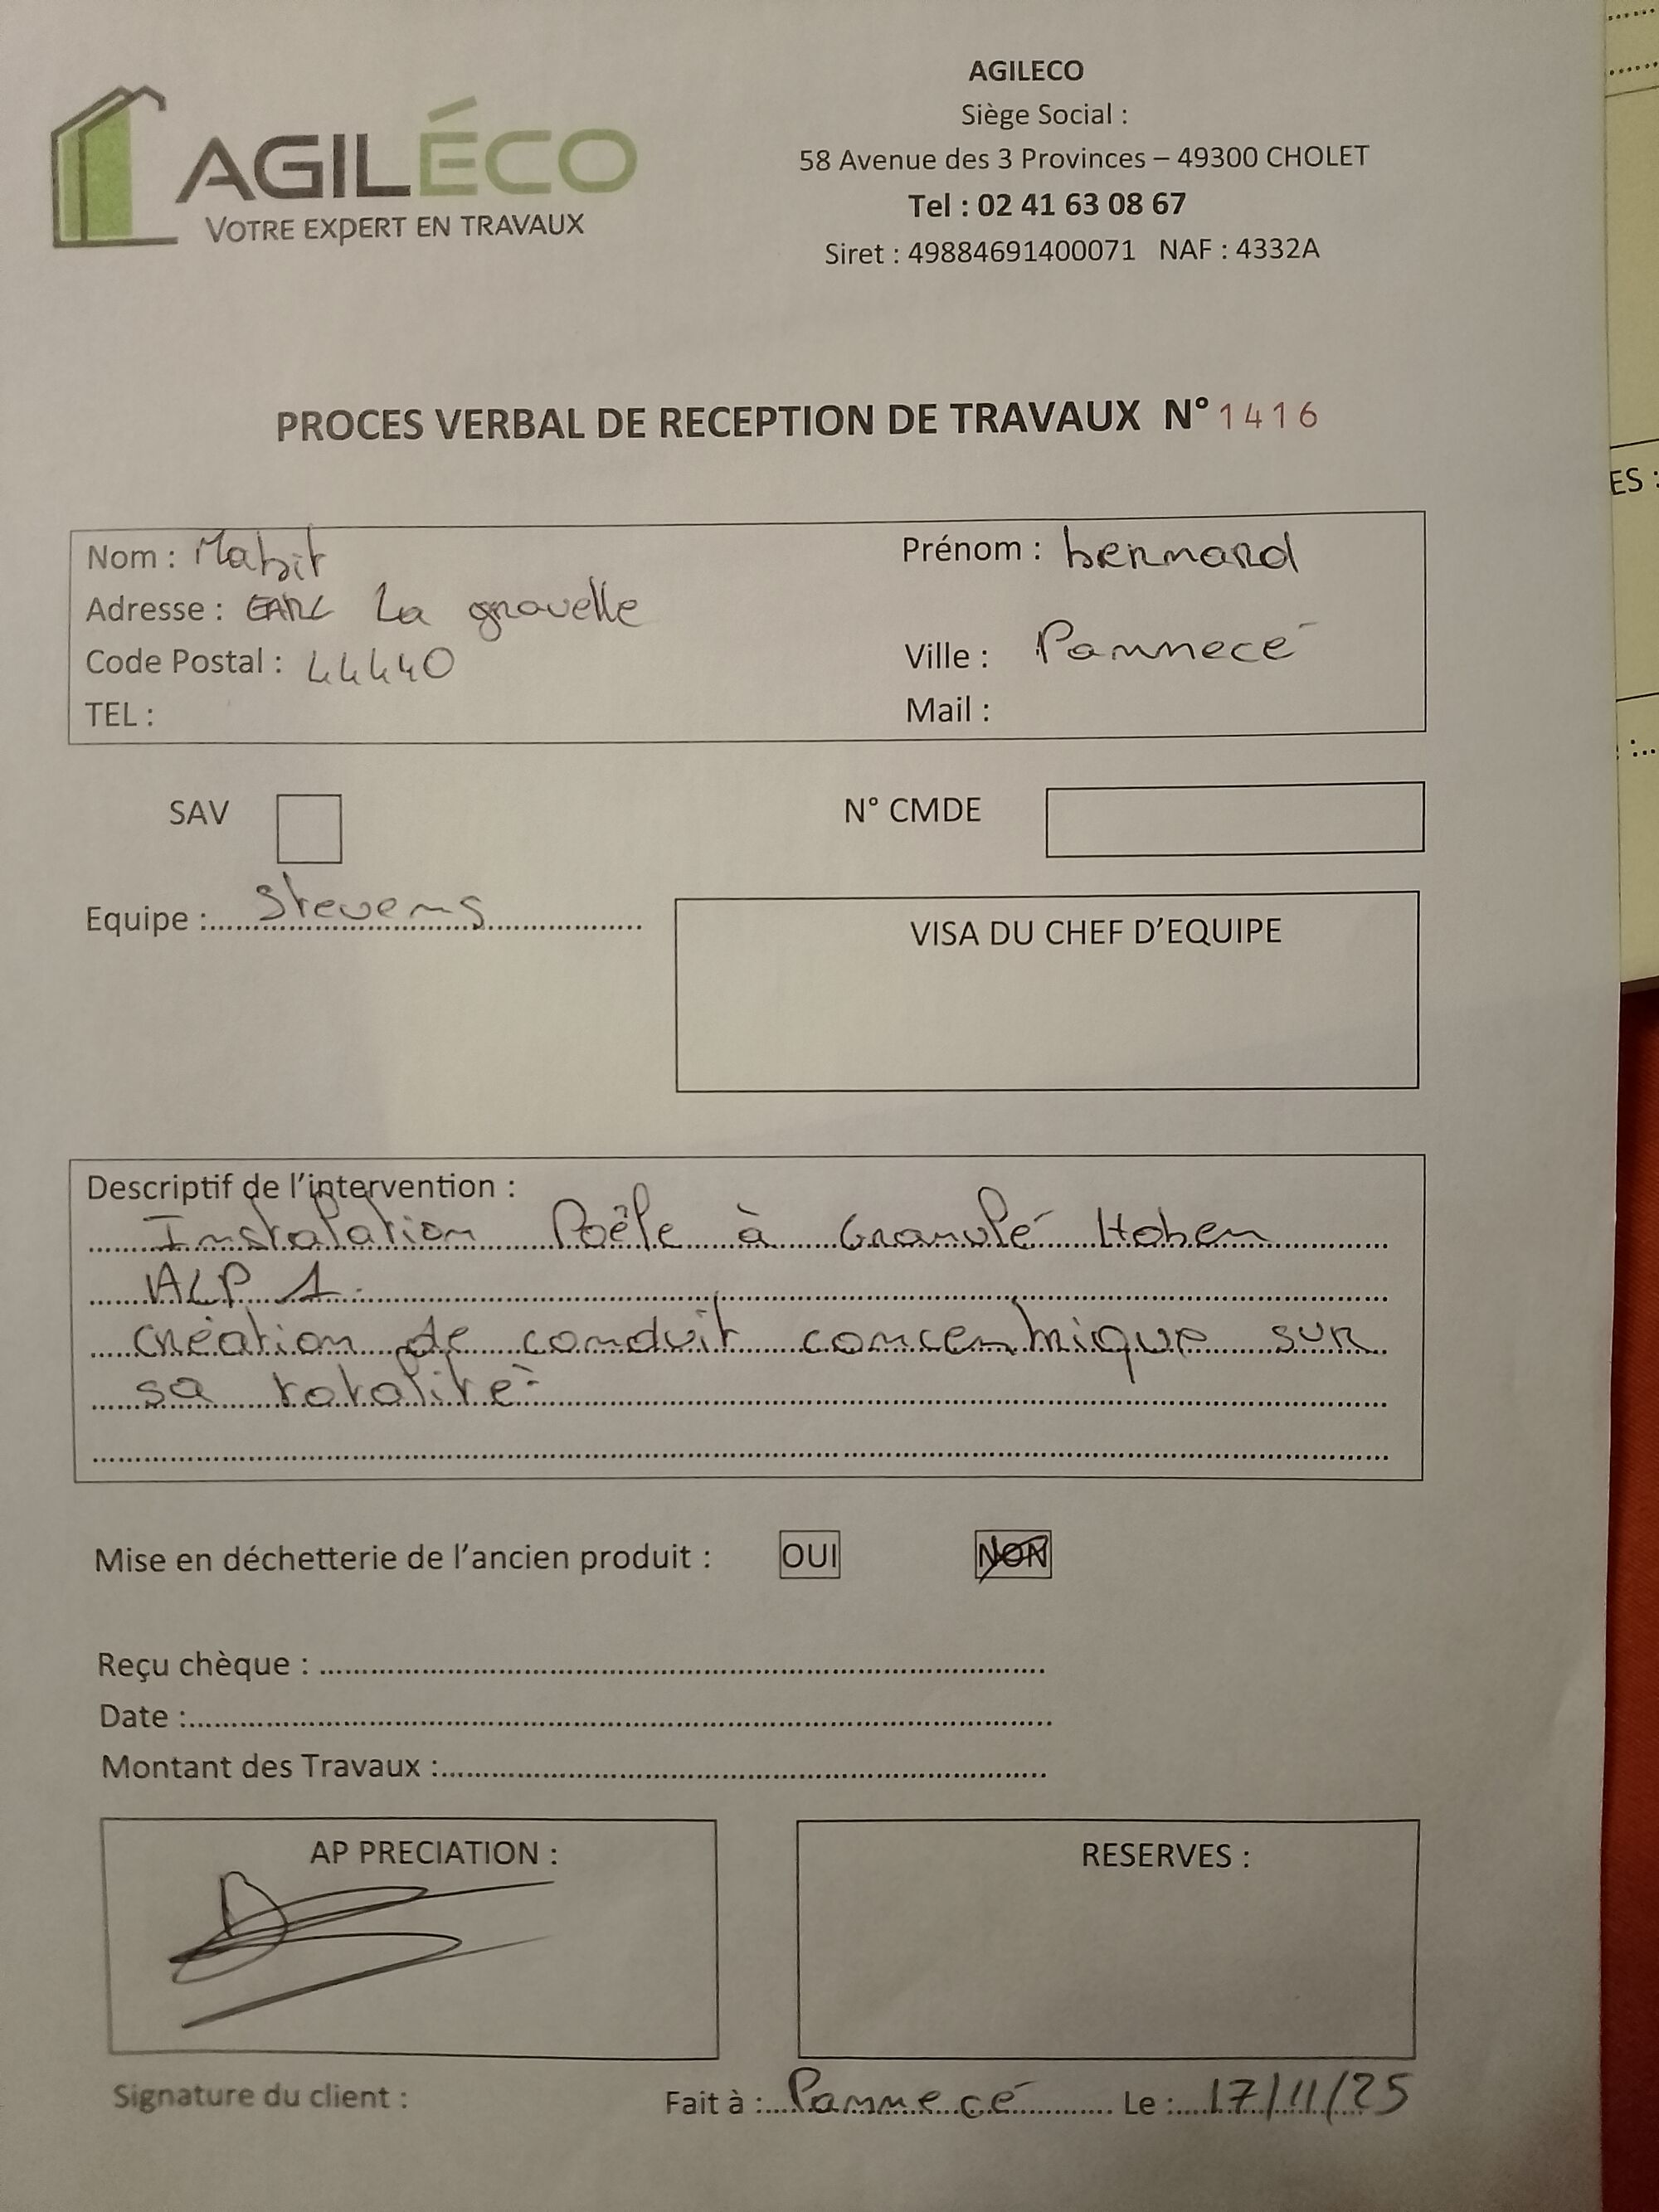 AGILÉCO
VOTRE EXPERT EN TRAVAUX
AGILECO
Siège Social :
58 Avenue des 3 Provinces – 49300 CHOLET
Tel : 02 41 63 08 67
Siret : 49884691400071 NAF : 4332A
PROCES VERBAL DE RECEPTION DE TRAVAUX N° 1416
Nom : Mabit Prénom : bernard
Adresse : EARL La gravelle
Code Postal : 44440 Ville : Pannecé
TEL : Mail :
SAV N° CMDE
Equipe : Stevens
VISA DU CHEF D'EQUIPE
Descriptif de l'intervention :
Instalation Poêle à Granulé Hoben
ALP 1.
création de conduit concentrique sur
sa totalité
Mise en déchetterie de l'ancien produit : OUI NON
Reçu chèque :
Date :
Montant des Travaux :
AP PRECIATION : RESERVES :
Signature du client : Fait à : Pannecé Le : 17/11/25
ES :